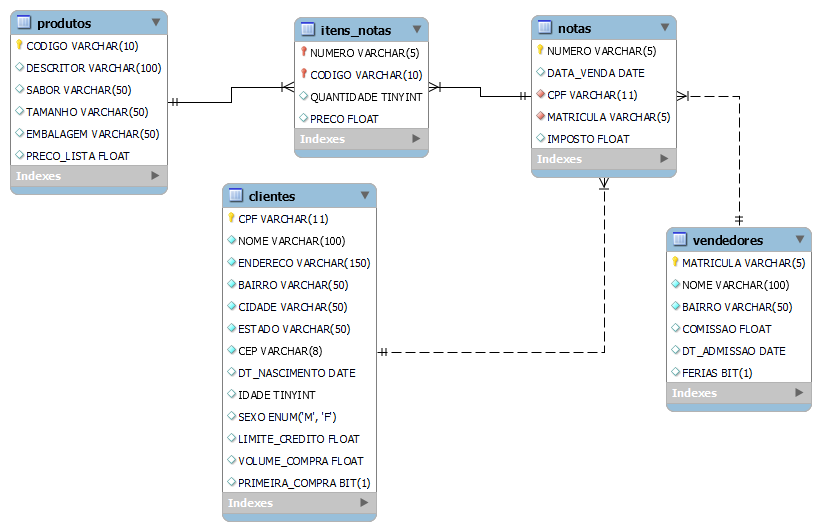 produtos
CODIGO VARCHAR(10)
DESCRITOR VARCHAR(100)
SABOR VARCHAR(50)
TAMANHO VARCHAR(50)
EMBALAGEM VARCHAR(50)
PRECO_LISTA FLOAT
Indexes
itens_notas
NUMERO VARCHAR(5)
CODIGO VARCHAR(10)
QUANTIDADE TINYINT
PRECO FLOAT
Indexes
notas
NUMERO VARCHAR(5)
DATA_VENDA DATE
CPF VARCHAR(11)
MATRICULA VARCHAR(5)
IMPOSTO FLOAT
Indexes
clientes
CPF VARCHAR(11)
NOME VARCHAR(100)
ENDERECO VARCHAR(150)
BAIRRO VARCHAR(50)
CIDADE VARCHAR(50)
ESTADO VARCHAR(50)
CEP VARCHAR(8)
DT_NASCIMENTO DATE
IDADE TINYINT
SEXO ENUM('M', 'F')
LIMITE_CREDITO FLOAT
VOLUME_COMPRA FLOAT
PRIMEIRA_COMPRA BIT(1)
Indexes
vendedores
MATRICULA VARCHAR(5)
NOME VARCHAR(100)
BAIRRO VARCHAR(50)
COMISSAO FLOAT
DT_ADMISSAO DATE
FERIAS BIT(1)
Indexes